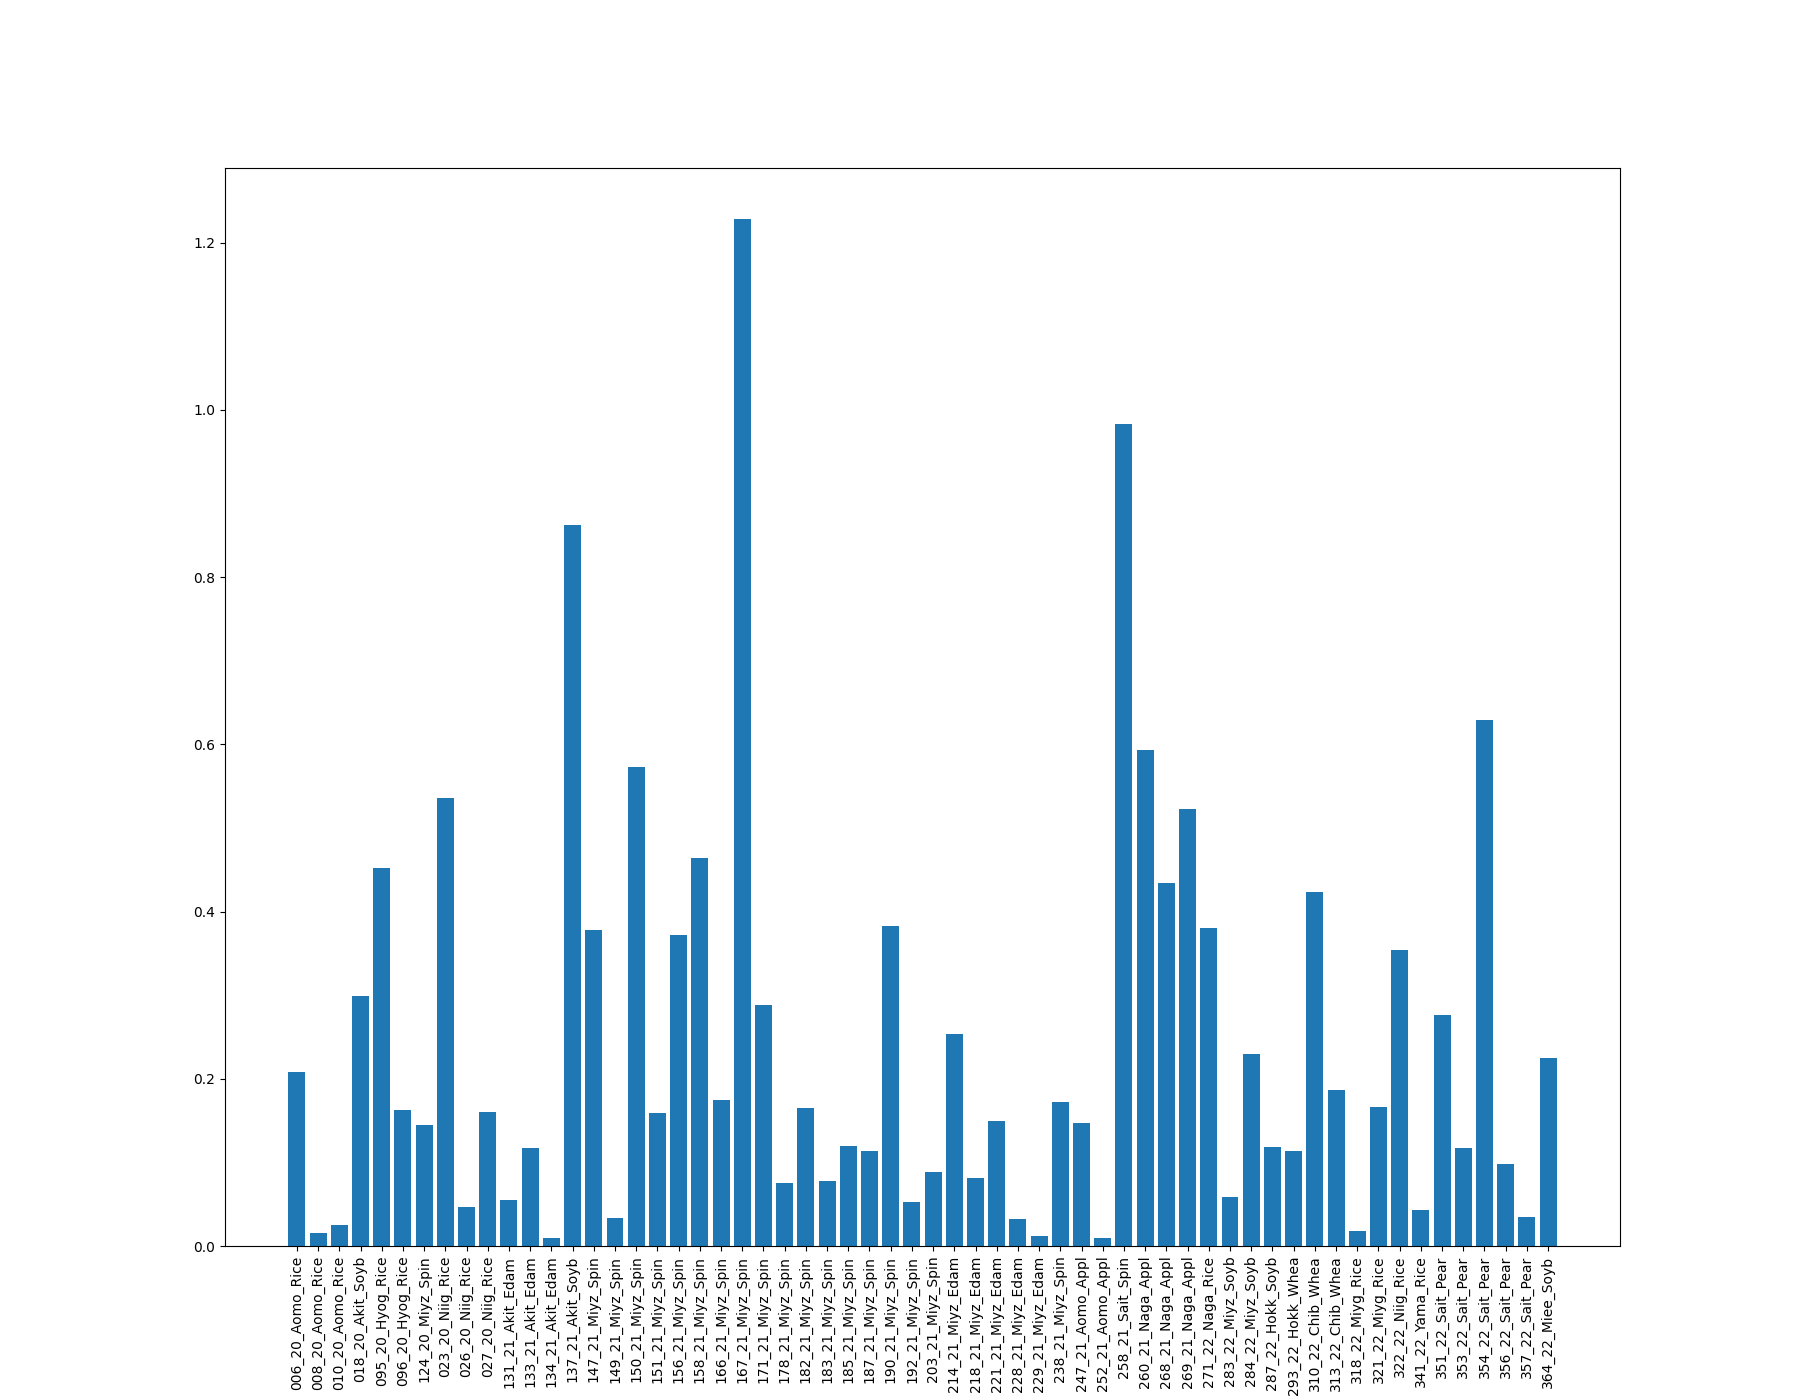 1.2
1.0
0.8
0.6
0.4
0.2
0.0
006_20_Aomo_Rice
008_20_Aomo_Rice
010_20_Aomo_Rice
018_20_Akit_Soyb
095_20_Hyog_Rice
096_20_Hyog_Rice
124_20_Miyz_Spin
023_20_Niig_Rice
026_20_Niig_Rice
027_20_Niig_Rice
131_21_Akit_Edam
133_21_Akit_Edam
134_21_Akit_Edam
137_21_Akit_Soyb
147_21_Miyz_Spin
149_21_Miyz_Spin
150_21_Miyz_Spin
151_21_Miyz_Spin
156_21_Miyz_Spin
158_21_Miyz_Spin
166_21_Miyz_Spin
167_21_Miyz_Spin
171_21_Miyz_Spin
178_21_Miyz_Spin
182_21_Miyz_Spin
183_21_Miyz_Spin
185_21_Miyz_Spin
187_21_Miyz_Spin
190_21_Miyz_Spin
192_21_Miyz_Spin
203_21_Miyz_Spin
214_21_Miyz_Edam
218_21_Miyz_Edam
221_21_Miyz_Edam
228_21_Miyz_Edam
229_21_Miyz_Edam
238_21_Miyz_Spin
247_21_Aomo_Appl
252_21_Aomo_Appl
258_21_Sait_Spin
260_21_Naga_Appl
268_21_Naga_Appl
269_21_Naga_Appl
271_22_Naga_Rice
283_22_Miyz_Soyb
284_22_Miyz_Soyb
287_22_Hokk_Soyb
293_22_Hokk_Whea
310_22_Chib_Whea
313_22_Chib_Whea
318_22_Miyg_Rice
321_22_Miyg_Rice
322_22_Niig_Rice
341_22_Yama_Rice
351_22_Sait_Pear
353_22_Sait_Pear
354_22_Sait_Pear
356_22_Sait_Pear
357_22_Sait_Pear
364_22_Miee_Soyb